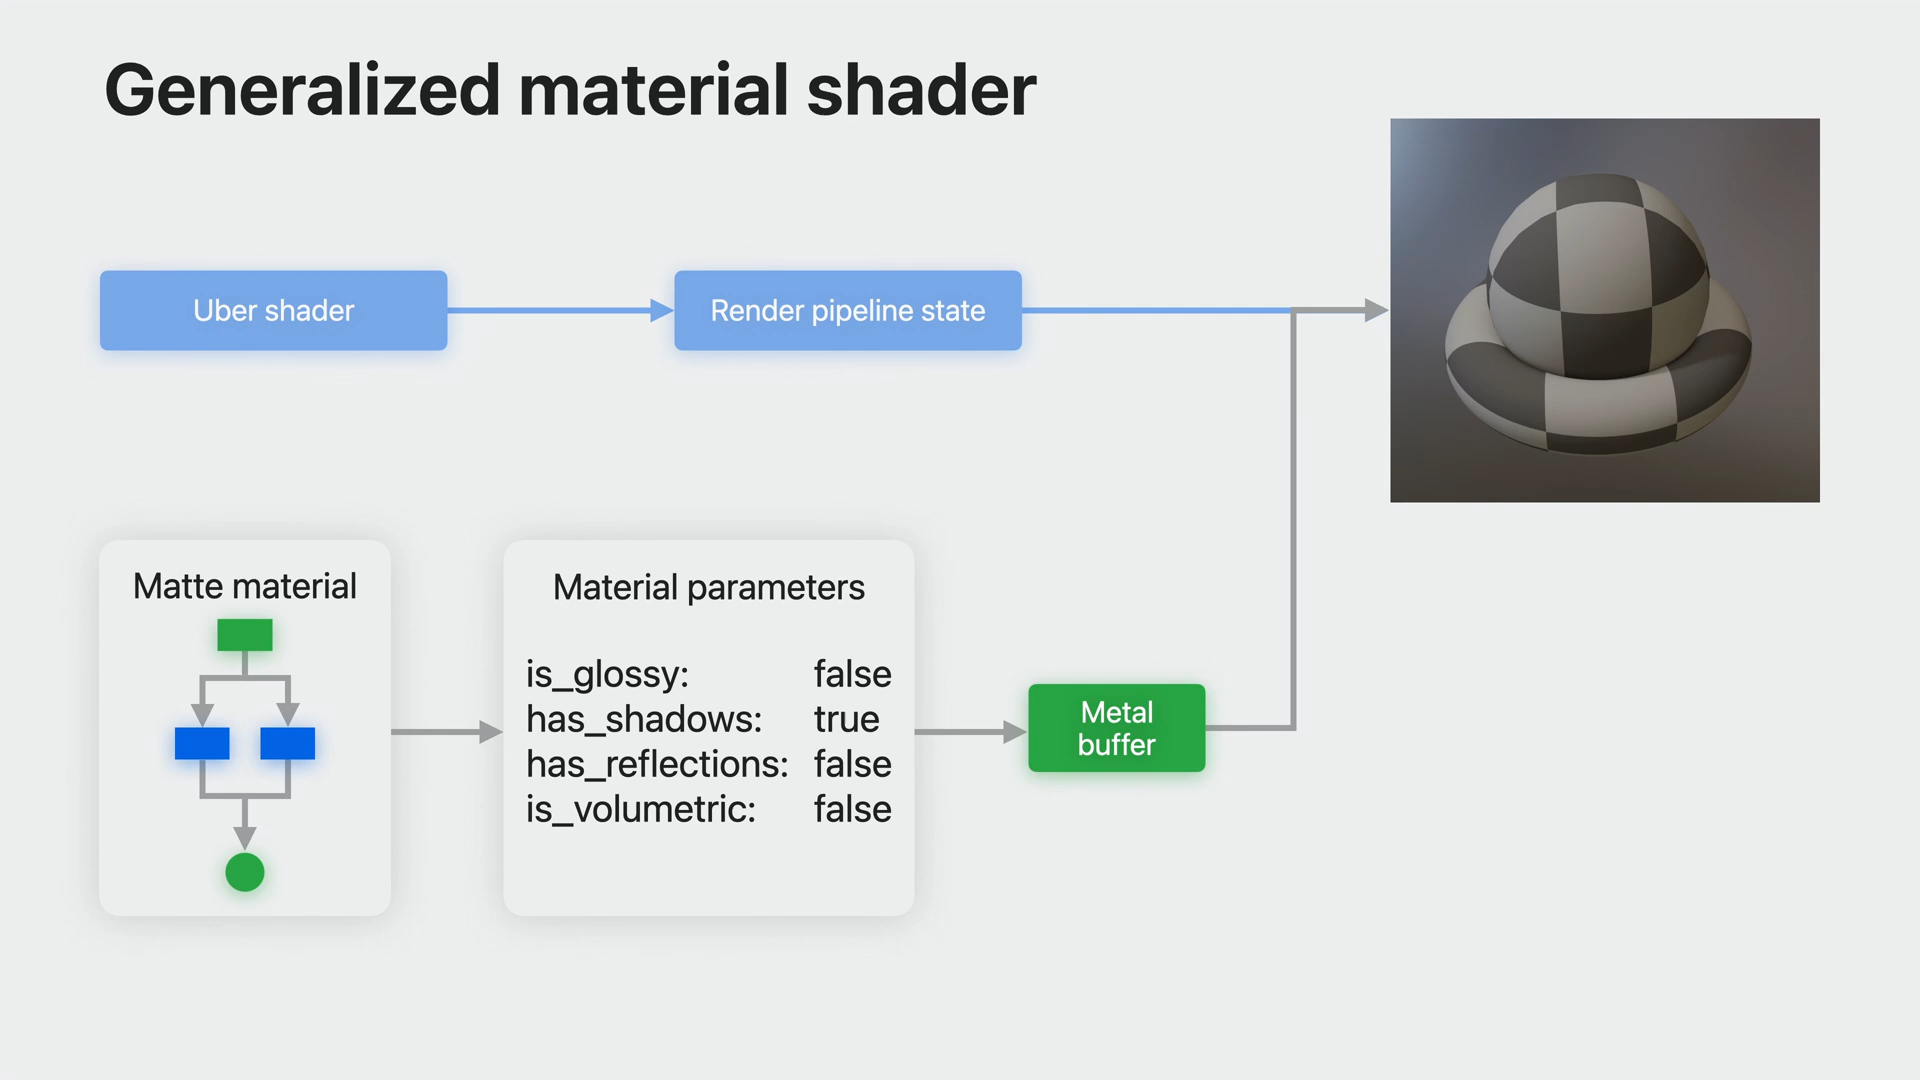 Generalized material shader
Uber shader
Render pipeline state
Matte material
Material parameters
is_glossy: false
has_shadows: true
has_reflections: false
is_volumetric: false
Metal
buffer